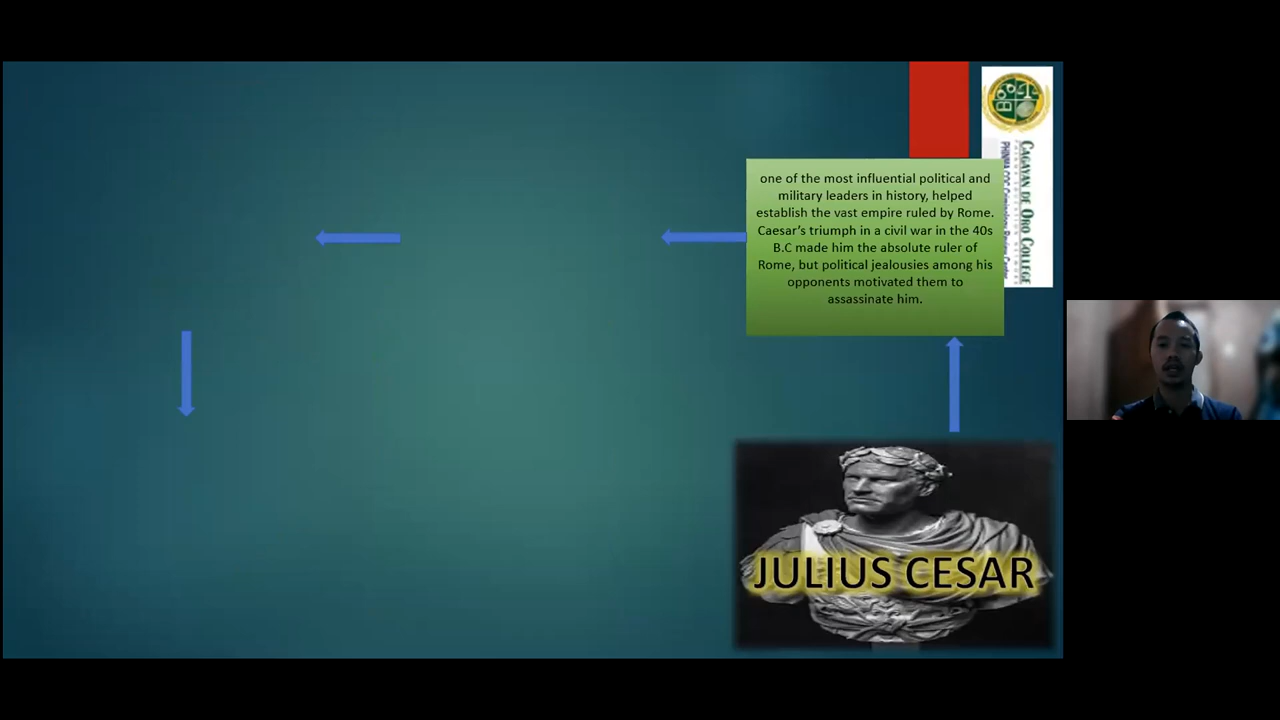 one of the most influential political and
military leaders in history, helped
establish the vast empire ruled by Rome.
Caesar’s triumph in a civil war in the 40s
B.C made him the absolute ruler of
Rome, but political jealousies among his
opponents motivated them to
assassinate him.
CAGAYAN DE ORO COLLEGE
JULIUS CESAR